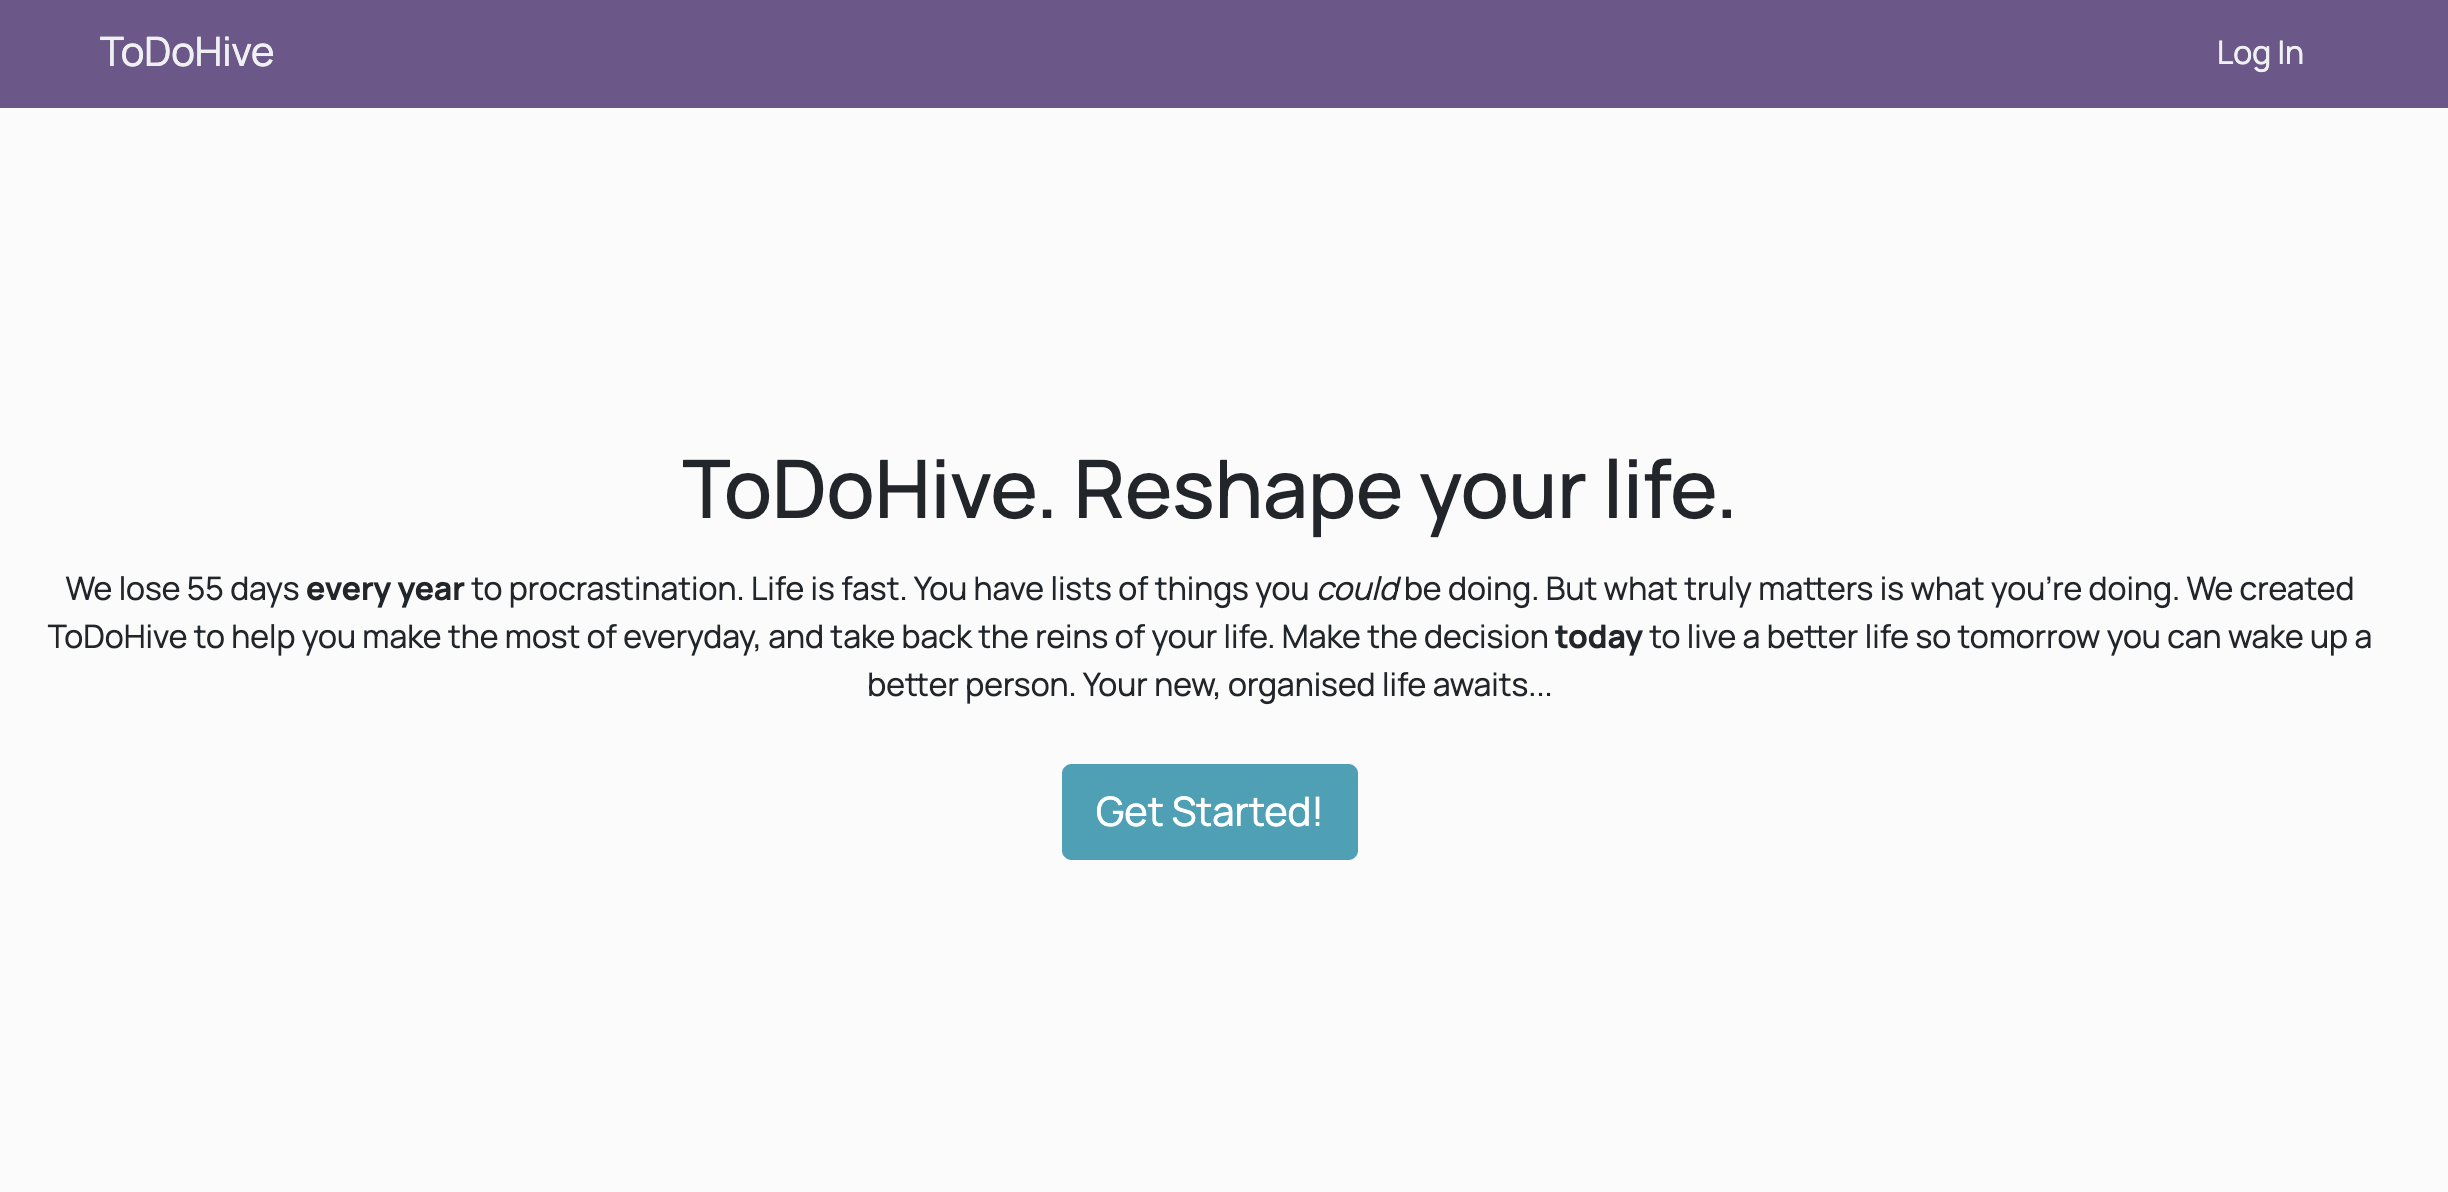 ToDoHive
Log In
ToDoHive. Reshape your life.
We lose 55 days every year to procrastination. Life is fast. You have lists of things you could be doing. But what truly matters is what you're doing. We created
ToDoHive to help you make the most of everyday, and take back the reins of your life. Make the decision today to live a better life so tomorrow you can wake up a
better person. Your new, organised life awaits...
Get Started!